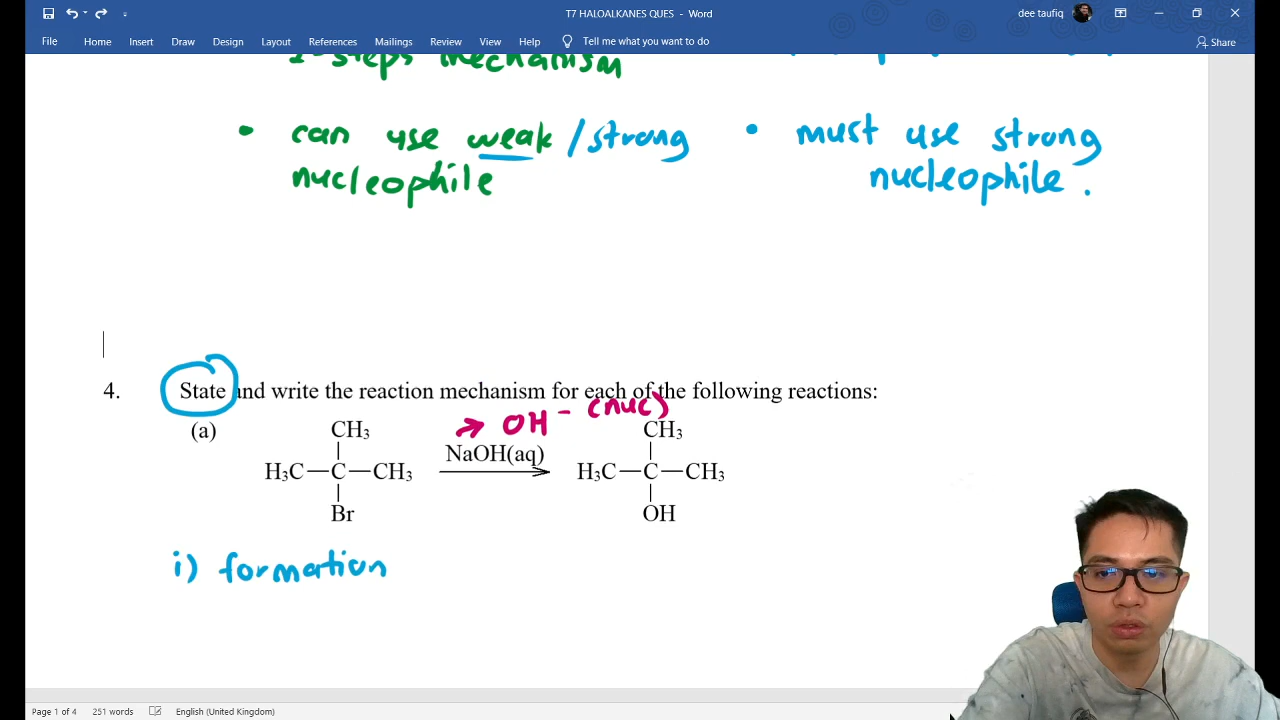 T7 HALOALKANES QUES - Word
dee taufiq
File Home Insert Draw Design Layout References Mailings Review View Help Tell me what you want to do
Share
steps mechanism
• can use weak /strong
nucleophile
• must use strong
nucleophile.
4. State and write the reaction mechanism for each of the following reactions:
→ OH⁻ (nuc)
(a) CH₃ CH₃
NaOH(aq)
H₃C—C—CH₃ H₃C—C—CH₃
Br OH
i) formation
Page 1 of 4 251 words English (United Kingdom)